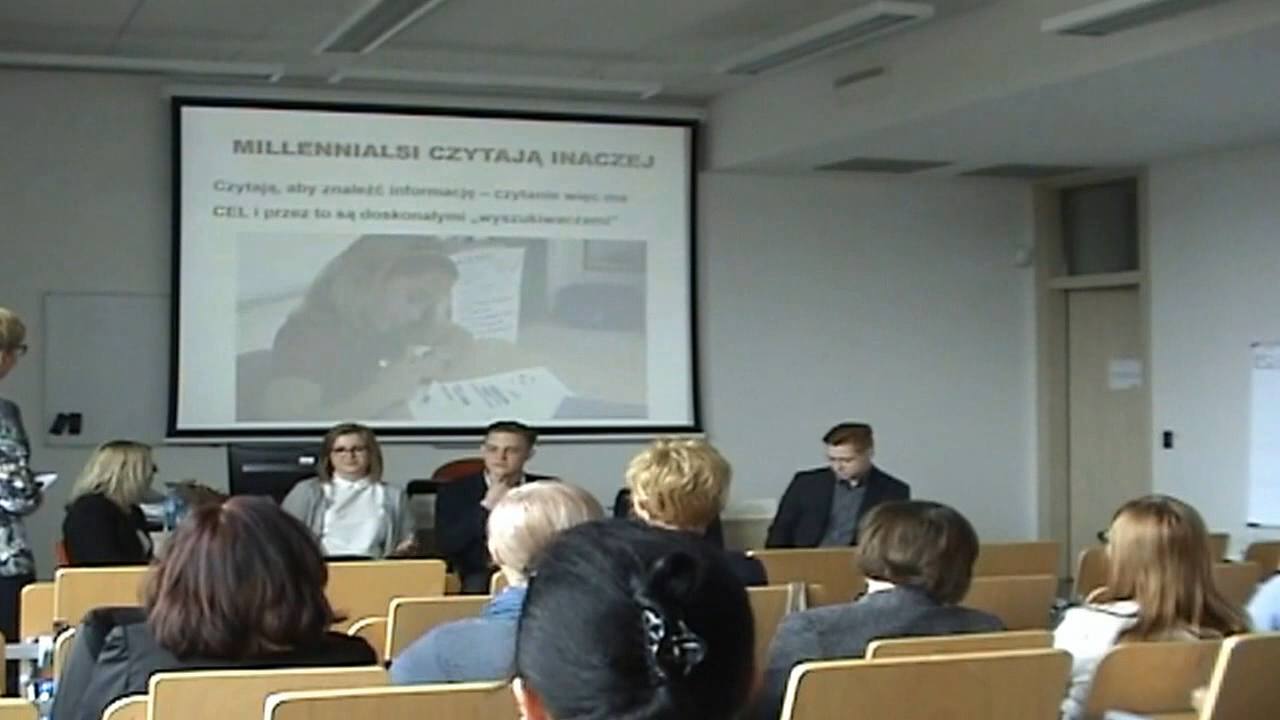 MILLENNIALSI CZYTAJĄ INACZEJ
Czytają, aby znaleźć informację – czytanie więc ma
CEL i przez to są doskonałymi „wyszukiwaczami"